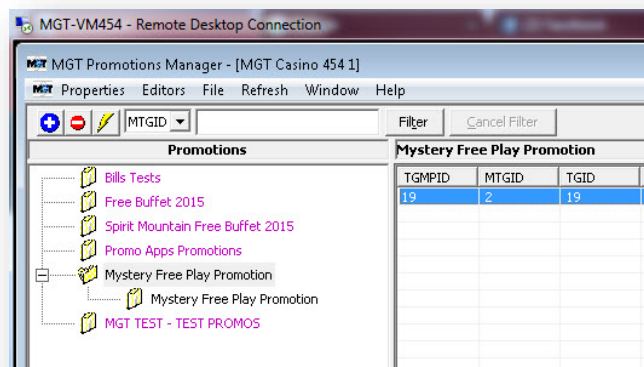 MGT-VM454 - Remote Desktop Connection
MGT MGT Promotions Manager - [MGT Casino 454 1]
MGT Properties Editors File Refresh Window Help
MTGID Filter Cancel Filter
Promotions
Bills Tests
Free Buffet 2015
Spirit Mountain Free Buffet 2015
Promo Apps Promotions
Mystery Free Play Promotion
Mystery Free Play Promotion
MGT TEST - TEST PROMOS
Mystery Free Play Promotion
TGMPID MTGID TGID
19 2 19